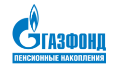 ГАЗФОНД
ПЕНСИОННЫЕ НАКОПЛЕНИЯ